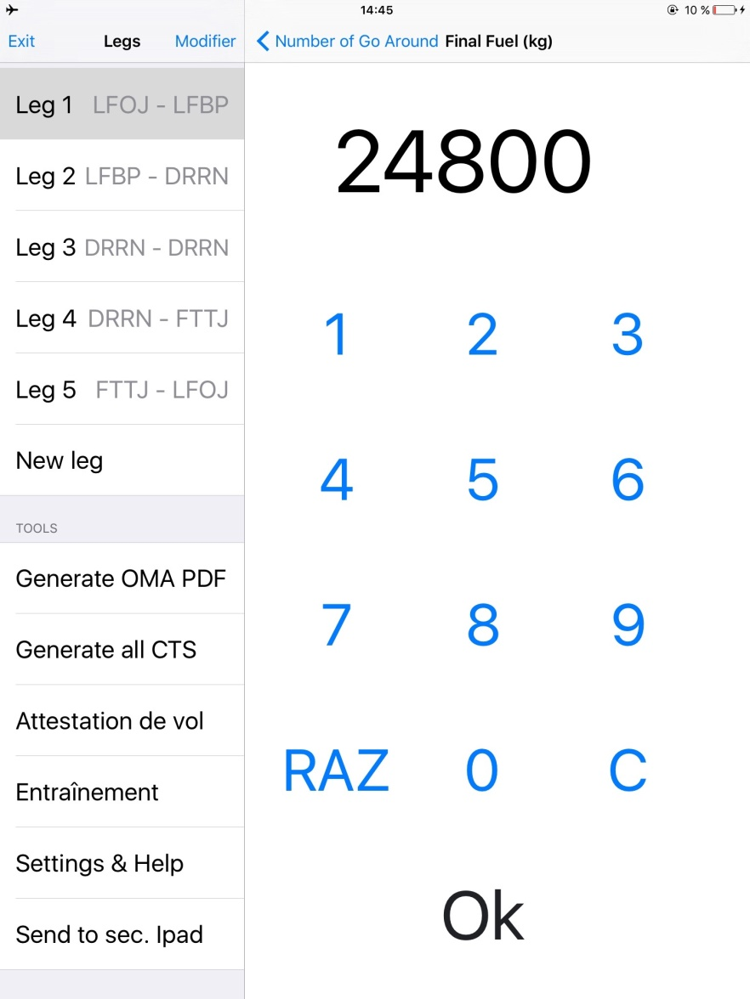 14:45
10 %
Exit Legs Modifier
Number of Go Around Final Fuel (kg)
Leg 1 LFOJ - LFBP
Leg 2 LFBP - DRRN
Leg 3 DRRN - DRRN
Leg 4 DRRN - FTTJ
Leg 5 FTTJ - LFOJ
New leg
TOOLS
Generate OMA PDF
Generate all CTS
Attestation de vol
Entraînement
Settings & Help
Send to sec. Ipad
24800
1 2 3
4 5 6
7 8 9
RAZ 0 C
Ok